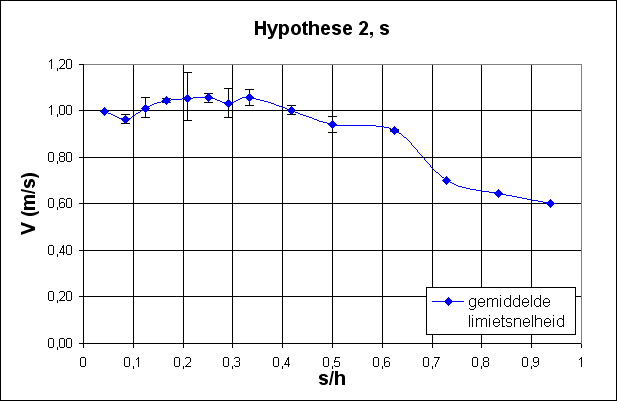 Hypothese 2, s
1,20
1,00
0,80
0,60
0,40
0,20
0,00
V (m/s)
0 0,1 0,2 0,3 0,4 0,5 0,6 0,7 0,8 0,9 1
s/h
gemiddelde
limietsnelheid